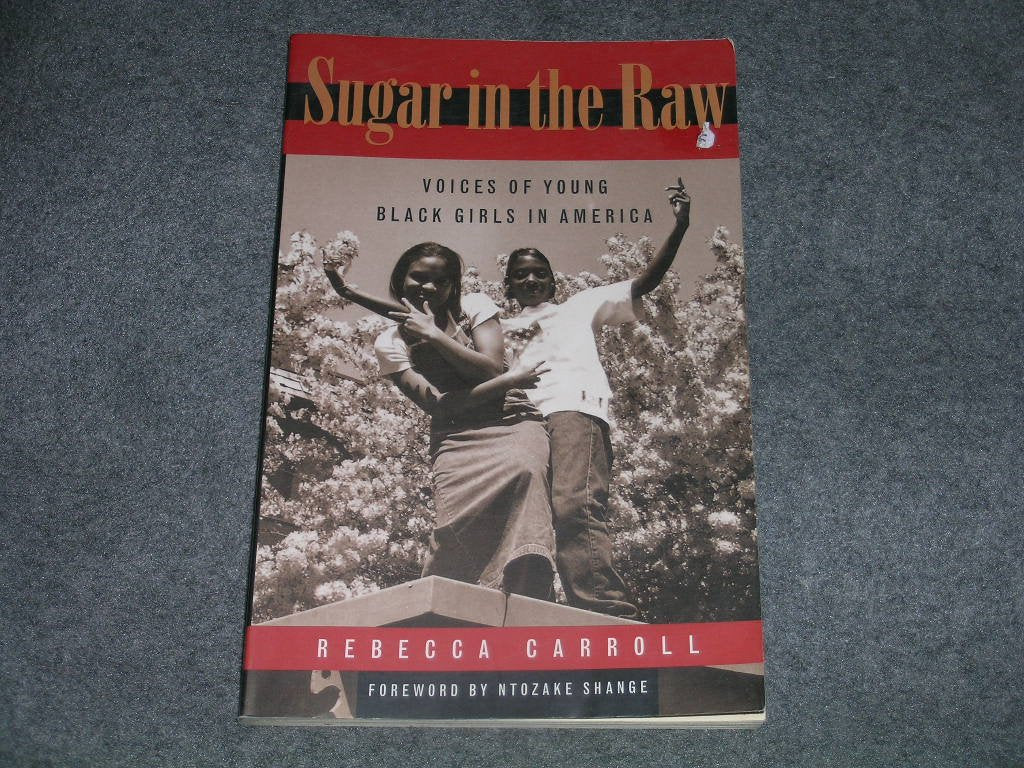 Sugar in the Raw
VOICES OF YOUNG
BLACK GIRLS IN AMERICA
REBECCA CARROLL
FOREWORD BY NTOZAKE SHANGE